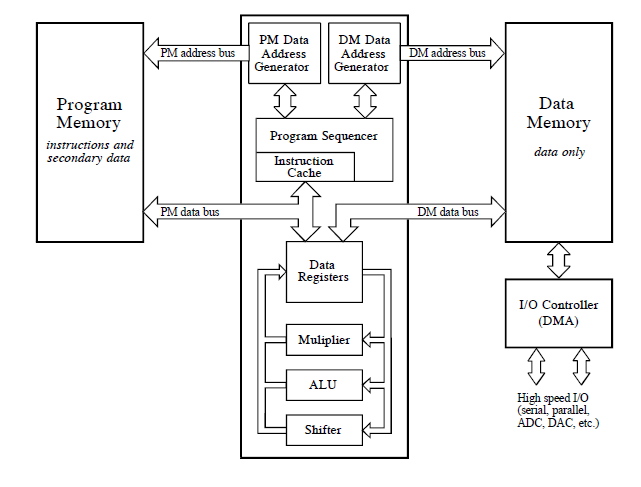 PM Data
Address
Generator
DM Data
Address
Generator
PM address bus
DM address bus
Program
Memory
instructions and
secondary data
Data
Memory
data only
Program Sequencer
Instruction
Cache
PM data bus
DM data bus
Data
Registers
Muliplier
ALU
Shifter
I/O Controller
(DMA)
High speed I/O
(serial, parallel,
ADC, DAC, etc.)